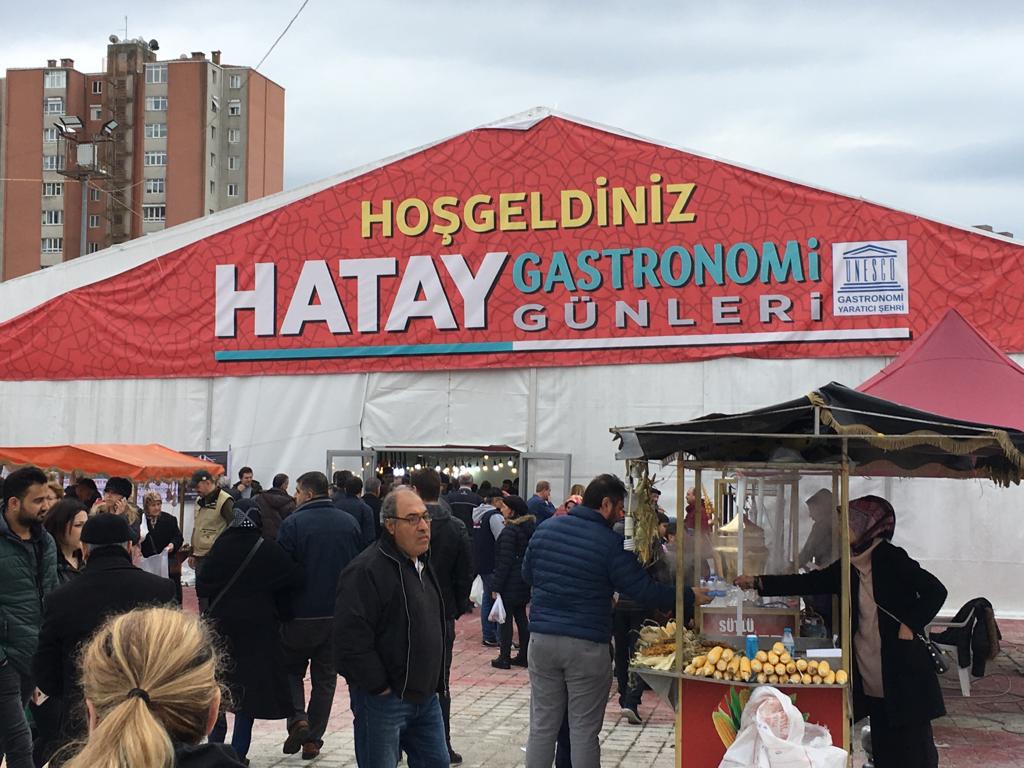 HOŞGELDİNİZ
HATAY GASTRONOMİ
GÜNLERİ
UNESCO
GASTRONOMİ
YARATICI ŞEHRİ
SÜTLÜ